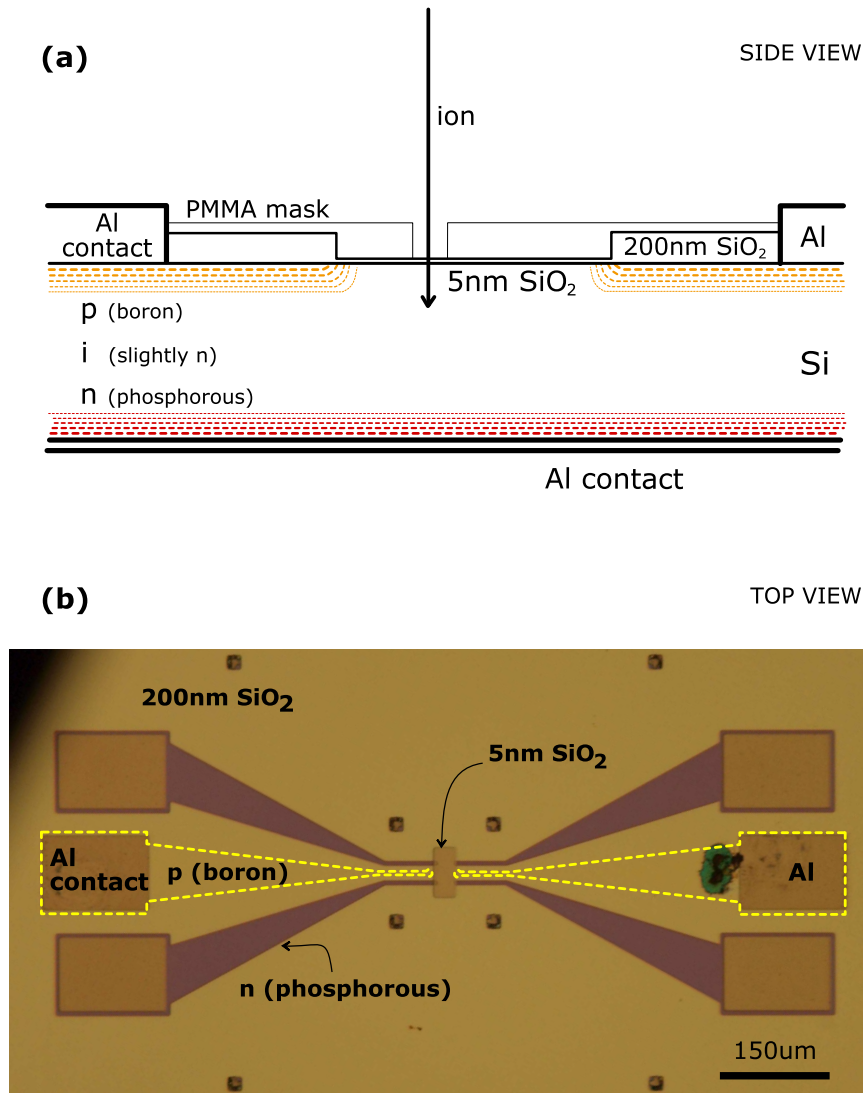 (a)
SIDE VIEW
ion
PMMA mask
Al
contact
200nm SiO₂
Al
5nm SiO₂
p (boron)
i (slightly n)
Si
n (phosphorous)
Al contact
(b)
TOP VIEW
200nm SiO₂
5nm SiO₂
Al
contact
p (boron)
Al
n (phosphorous)
150um